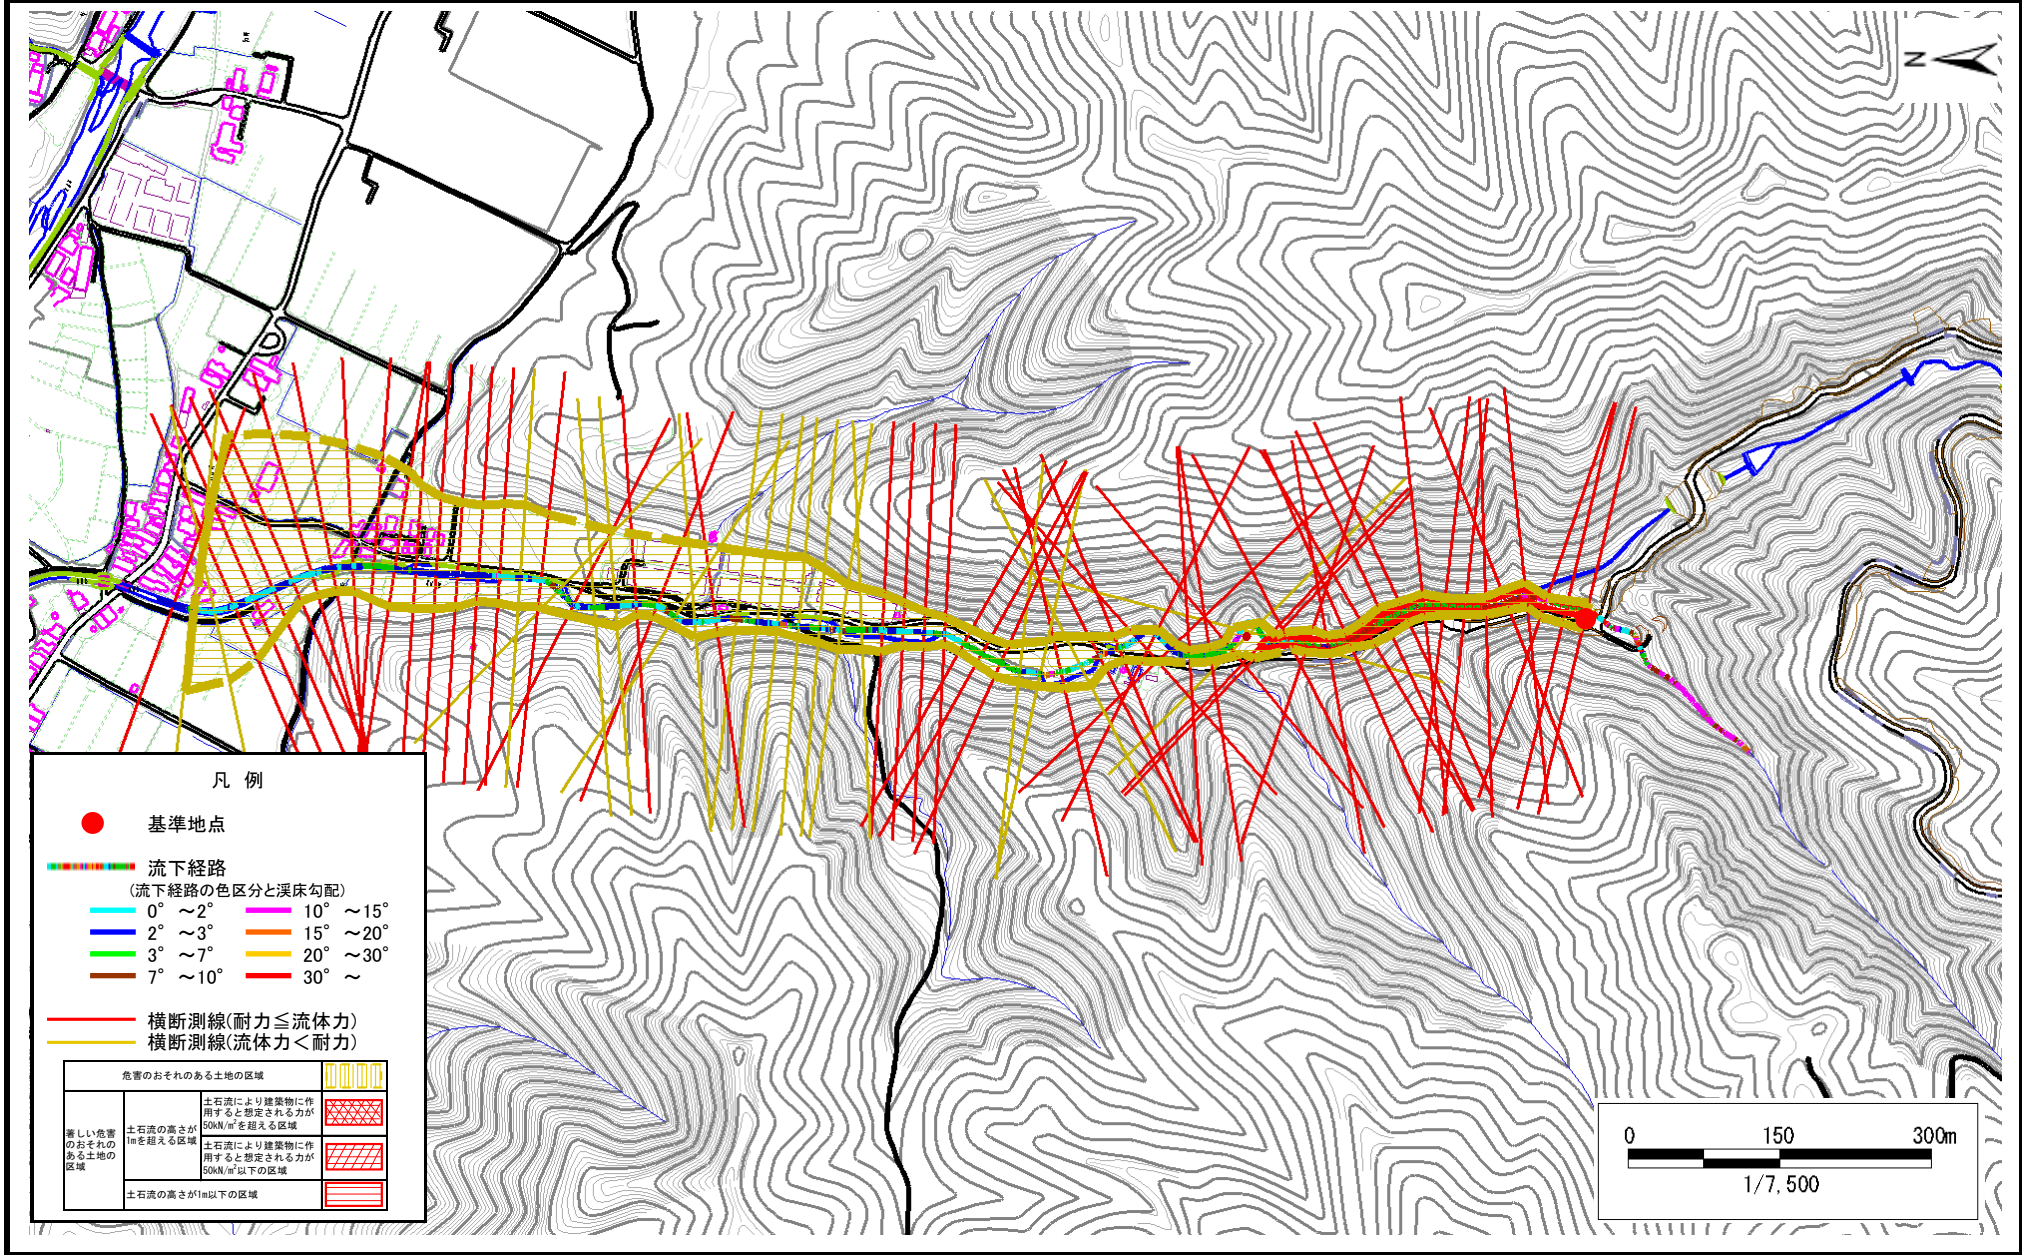 N
凡 例
基準地点
流下経路
(流下経路の色区分と渓床勾配)
0° ～2° 10° ～15°
2° ～3° 15° ～20°
3° ～7° 20° ～30°
7° ～10° 30° ～
横断測線(耐力≦流体力)
横断測線(流体力＜耐力)
危害のおそれのある土地の区域
著しい危害
のおそれの
ある土地の
区域
土石流の高さが
1mを超える区域
土石流により建築物に作
用すると想定される力が
50kN/m²を超える区域
土石流により建築物に作
用すると想定される力が
50kN/m²以下の区域
土石流の高さが1m以下の区域
0 150 300m
1/7,500